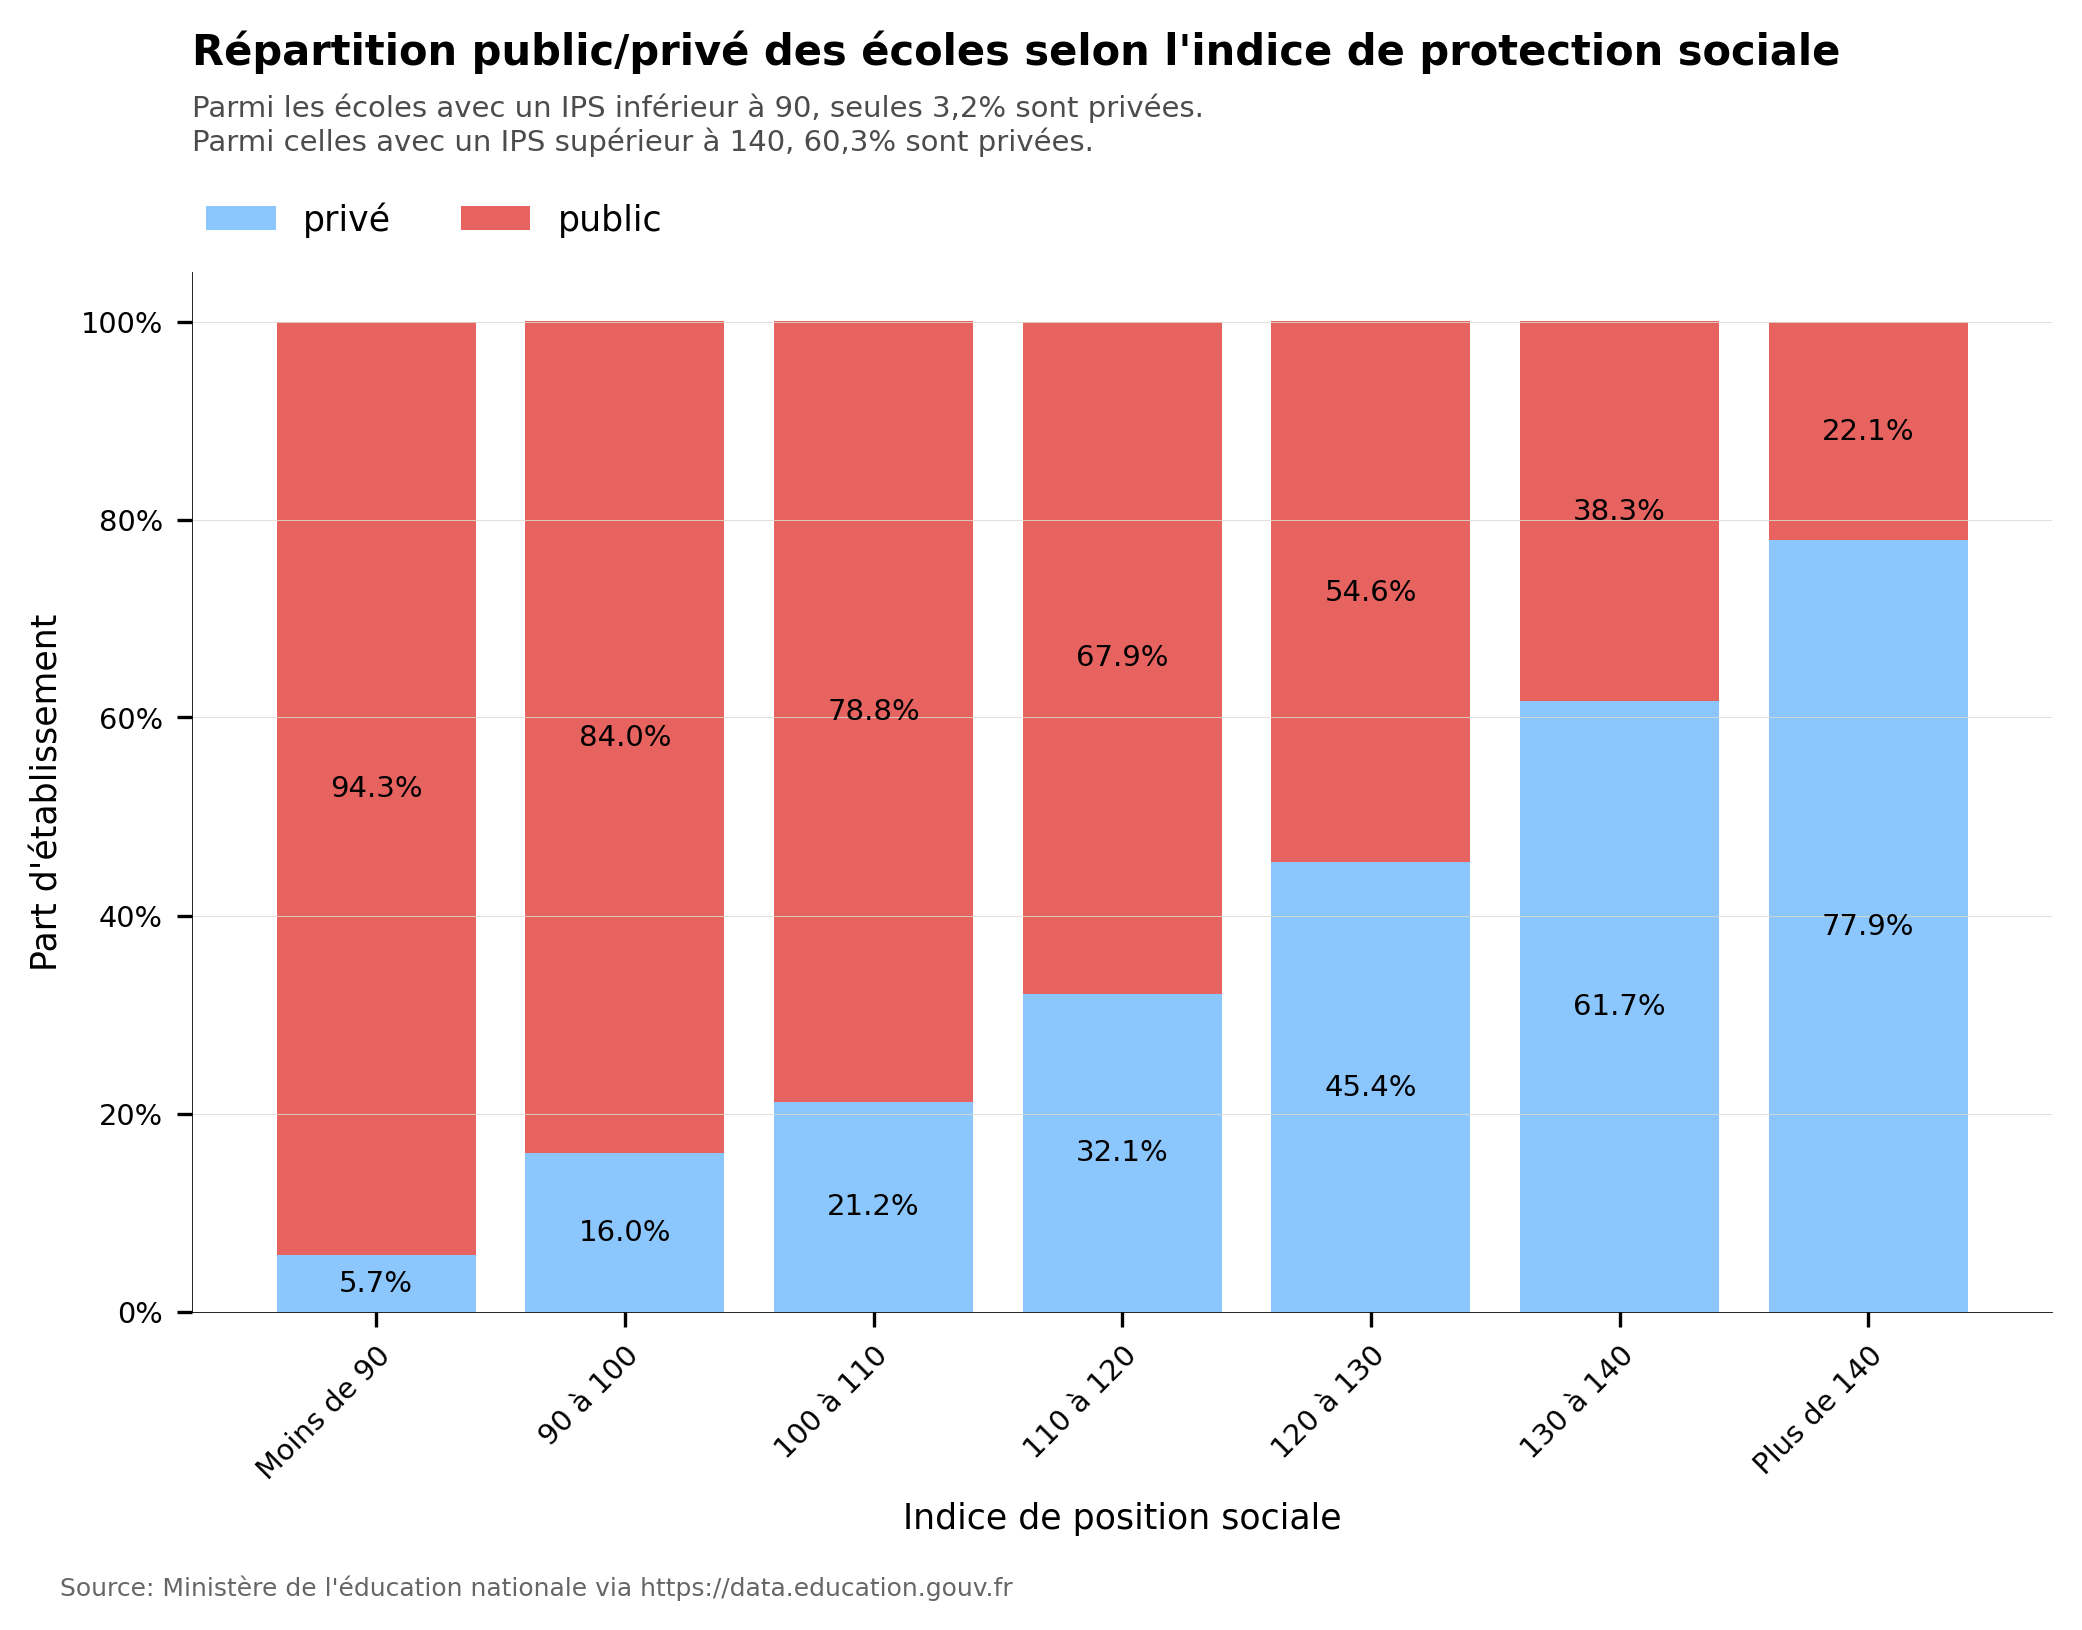 Répartition public/privé des écoles selon l'indice de protection sociale
Parmi les écoles avec un IPS inférieur à 90, seules 3,2% sont privées.
Parmi celles avec un IPS supérieur à 140, 60,3% sont privées.
privé public
100%
80%
60%
40%
20%
0%
Part d'établissement
94.3%
5.7%
84.0%
16.0%
78.8%
21.2%
67.9%
32.1%
54.6%
45.4%
38.3%
61.7%
22.1%
77.9%
Moins de 90
90 à 100
100 à 110
110 à 120
120 à 130
130 à 140
Plus de 140
Indice de position sociale
Source: Ministère de l'éducation nationale via https://data.education.gouv.fr